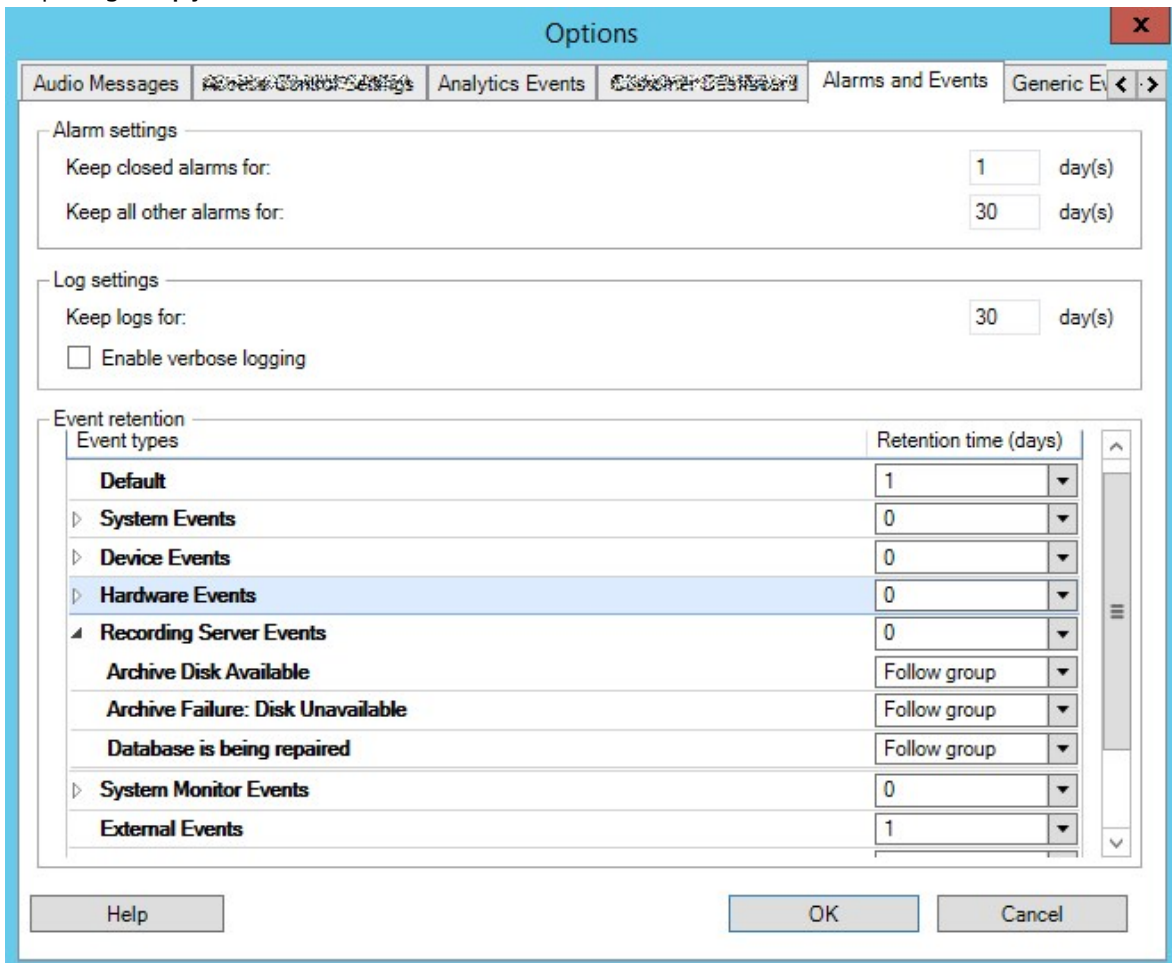 Options
x
Audio Messages Analytics Events Alarms and Events Generic Ev
Alarm settings
Keep closed alarms for: 1 day(s)
Keep all other alarms for: 30 day(s)
Log settings
Keep logs for: 30 day(s)
Enable verbose logging
Event retention
Event types Retention time (days)
Default 1
System Events 0
Device Events 0
Hardware Events 0
Recording Server Events 0
Archive Disk Available Follow group
Archive Failure: Disk Unavailable Follow group
Database is being repaired Follow group
System Monitor Events 0
External Events 1
Help OK Cancel